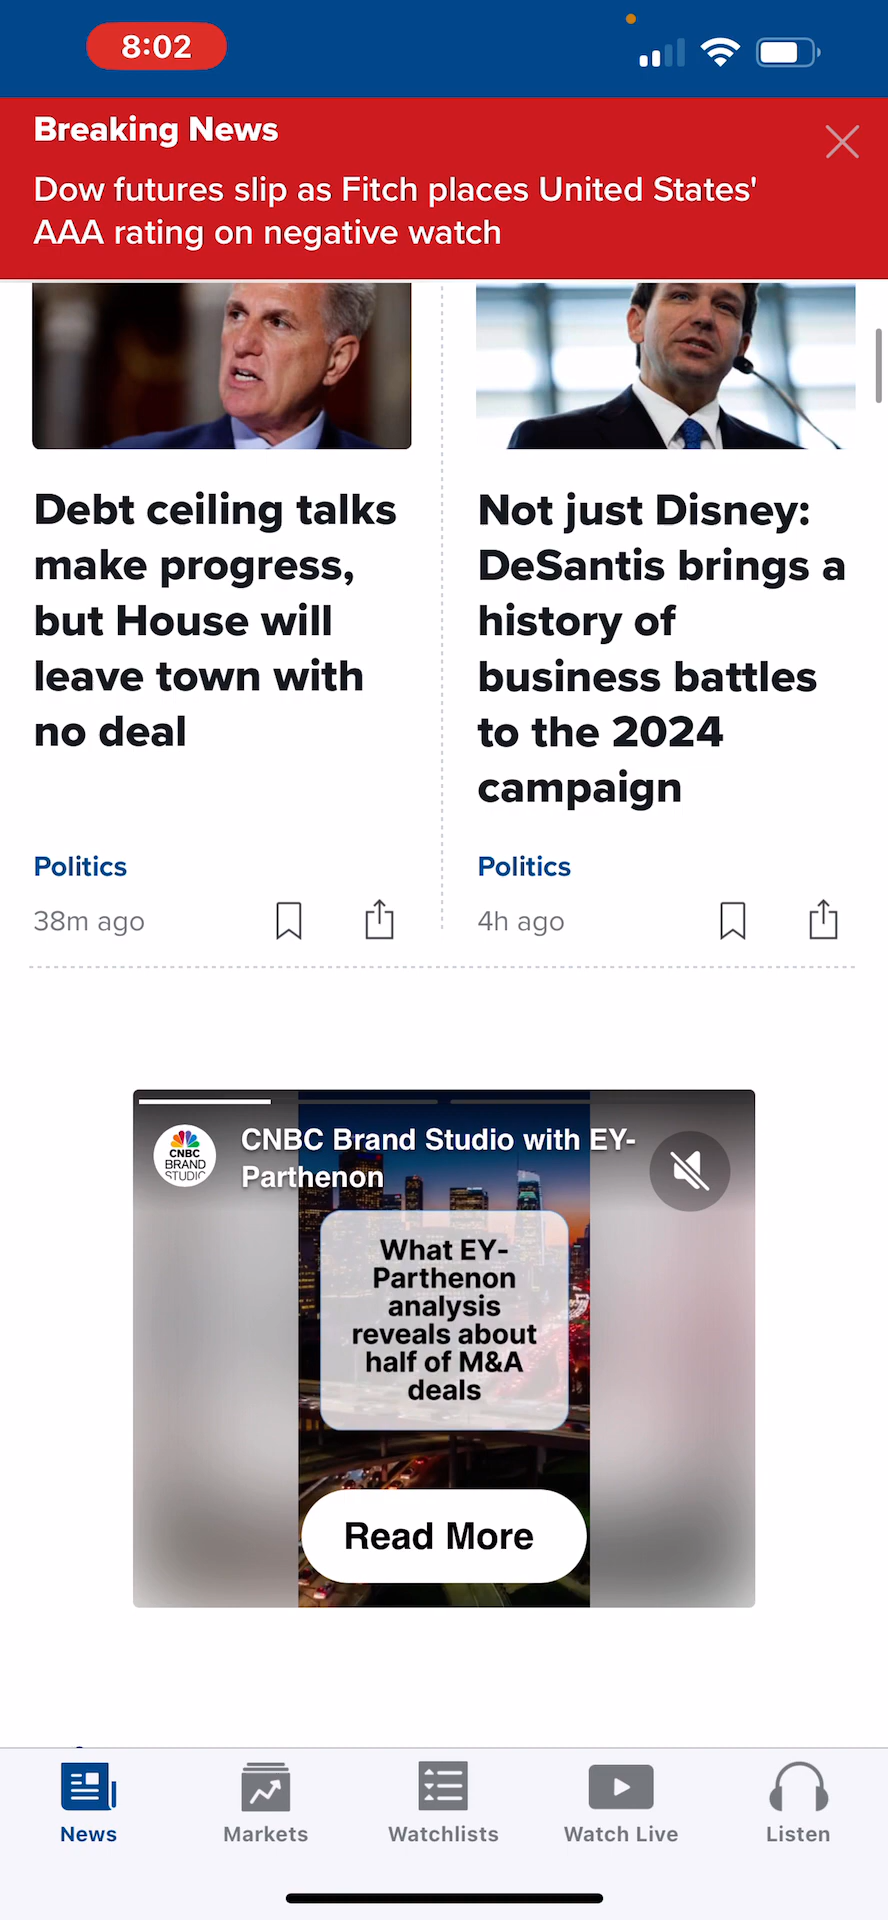 8:02
Breaking News
Dow futures slip as Fitch places United States'
AAA rating on negative watch
Debt ceiling talks
make progress,
but House will
leave town with
no deal
Politics
38m ago
Not just Disney:
DeSantis brings a
history of
business battles
to the 2024
campaign
Politics
4h ago
CNBC
BRAND
STUDIO
CNBC Brand Studio with EY-
Parthenon
What EY-
Parthenon
analysis
reveals about
half of M&A
deals
Read More
News
Markets
Watchlists
Watch Live
Listen